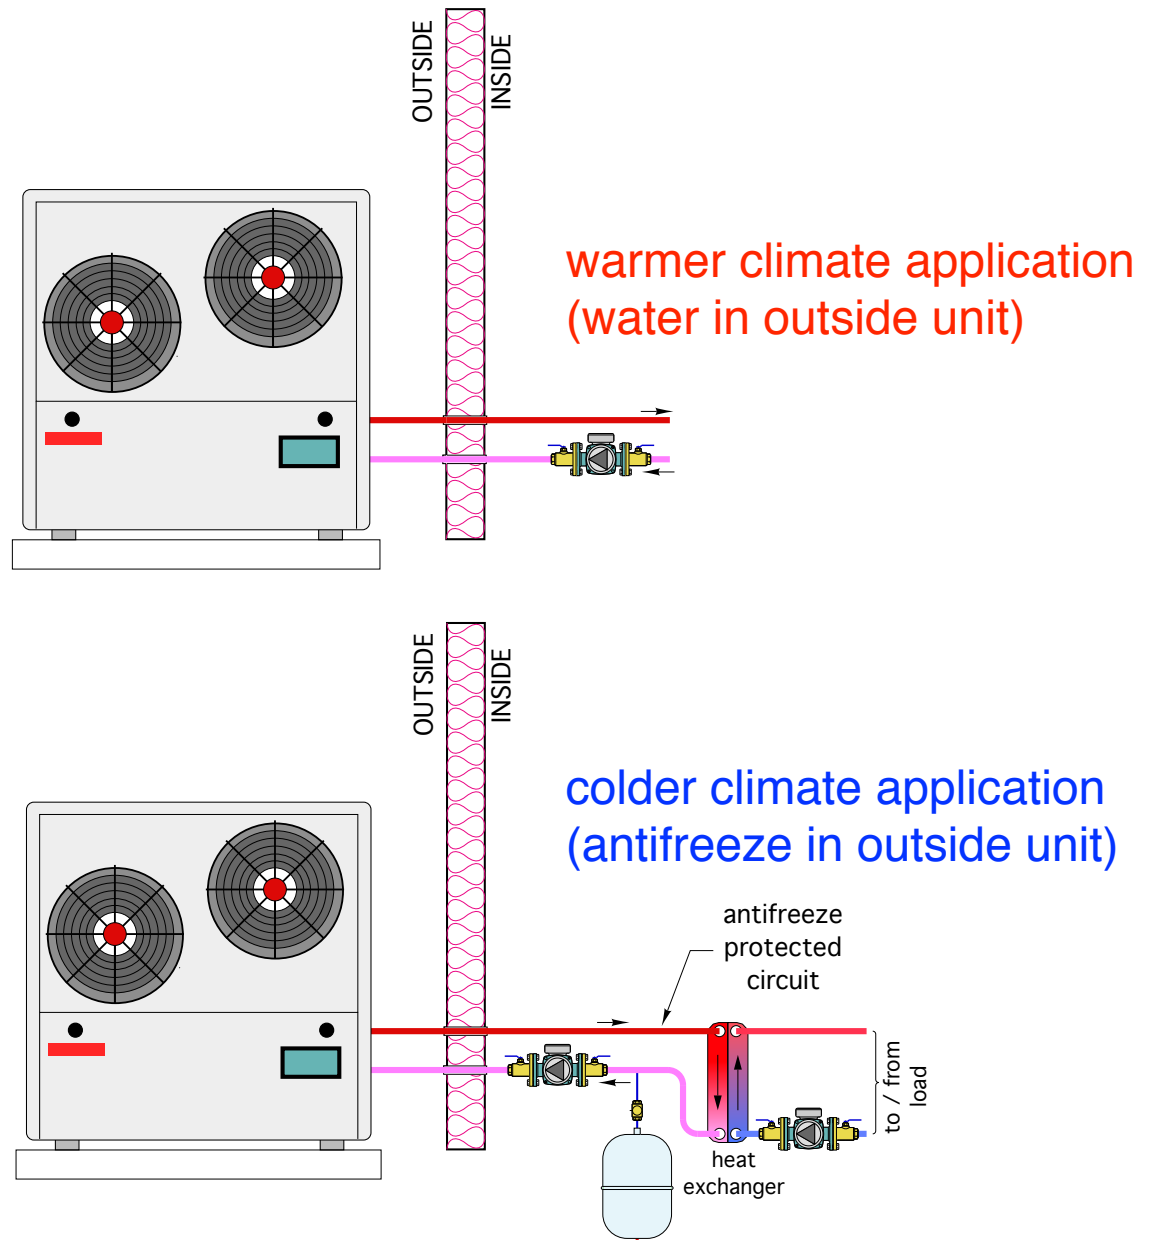 OUTSIDE
INSIDE
warmer climate application
(water in outside unit)
OUTSIDE
INSIDE
colder climate application
(antifreeze in outside unit)
antifreeze
protected
circuit
to / from
load
heat
exchanger